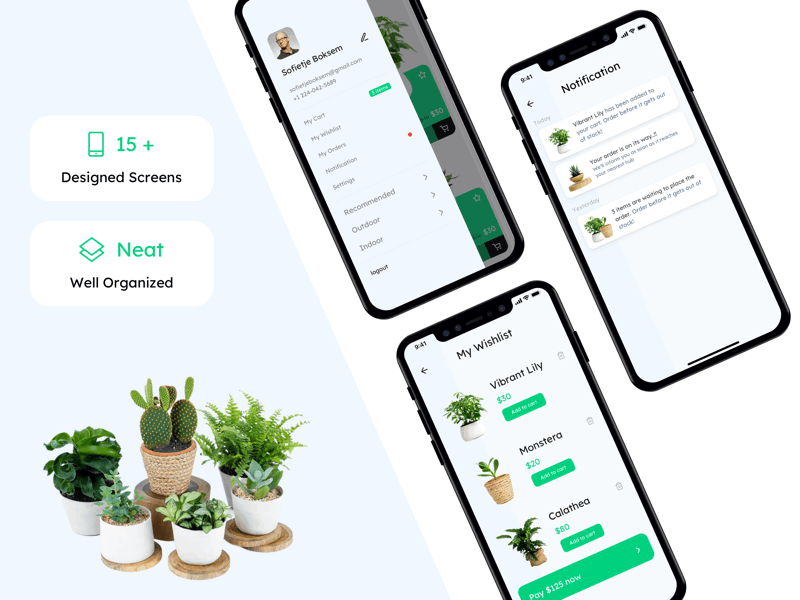 15 +
Designed Screens
Neat
Well Organized
Sofietje Boksem
sofietjeboksem@gmail.com
+1 224-042-5689
3 items
My Cart
My Wishlist
My Orders
Notification
Settings
Recommended
Outdoor
Indoor
logout
$30
$50
9:41
Notification
Today
Vibrant Lily has been added to
your cart. Order before it gets out
of stock!
Your order is on its way..!!
We'll inform you as soon as it reaches
your nearest hub
Yesterday
3 items are waiting to place the
order. Order before it gets out of
stock!
9:41
My Wishlist
Vibrant Lily
$30
Add to cart
Monstera
$20
Add to cart
Calathea
$80
Add to cart
Pay $125 now